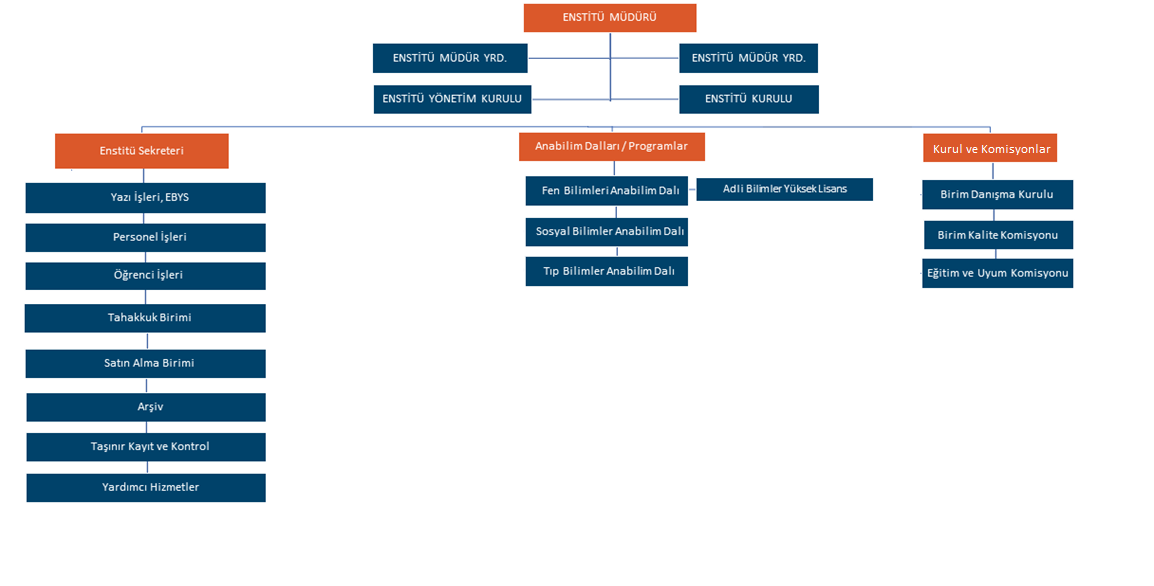 ENSTİTÜ MÜDÜRÜ
ENSTİTÜ MÜDÜR YRD.
ENSTİTÜ MÜDÜR YRD.
ENSTİTÜ YÖNETİM KURULU
ENSTİTÜ KURULU
Enstitü Sekreteri
Yazı İşleri, EBYS
Personel İşleri
Öğrenci İşleri
Tahakkuk Birimi
Satın Alma Birimi
Arşiv
Taşınır Kayıt ve Kontrol
Yardımcı Hizmetler
Anabilim Dalları / Programlar
Fen Bilimleri Anabilim Dalı
Adli Bilimler Yüksek Lisans
Sosyal Bilimler Anabilim Dalı
Tıp Bilimler Anabilim Dalı
Kurul ve Komisyonlar
Birim Danışma Kurulu
Birim Kalite Komisyonu
Eğitim ve Uyum Komisyonu